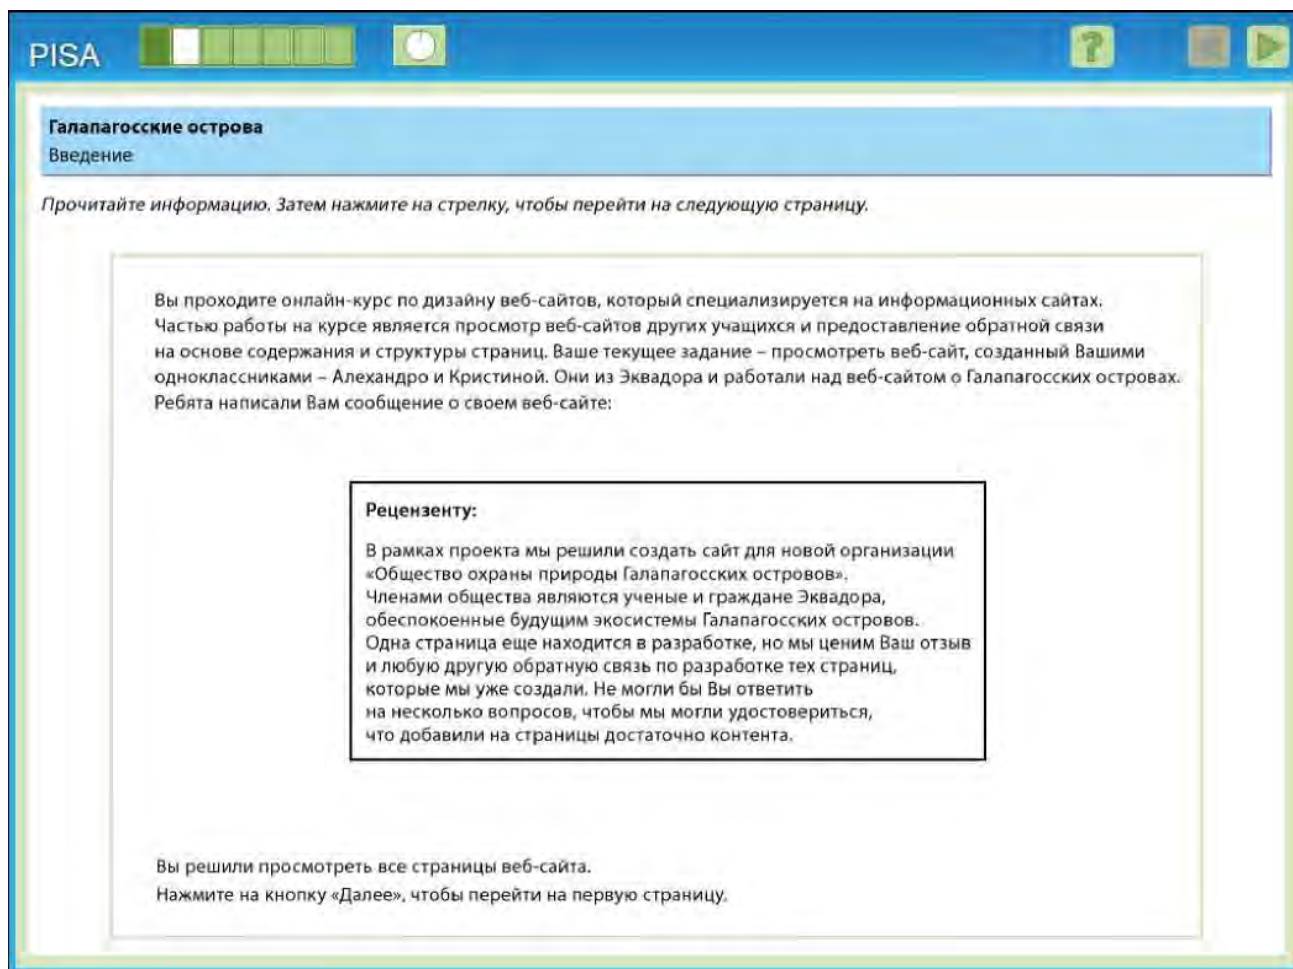 PISA
?
Галапагосские острова
Введение
Прочитайте информацию. Затем нажмите на стрелку, чтобы перейти на следующую страницу.
Вы проходите онлайн-курс по дизайну веб-сайтов, который специализируется на информационных сайтах.
Частью работы на курсе является просмотр веб-сайтов других учащихся и предоставление обратной связи
на основе содержания и структуры страниц. Ваше текущее задание – просмотреть веб-сайт, созданный Вашими
одноклассниками – Алехандро и Кристиной. Они из Эквадора и работали над веб-сайтом о Галапагосских островах.
Ребята написали Вам сообщение о своем веб-сайте:
Рецензенту:
В рамках проекта мы решили создать сайт для новой организации
«Общество охраны природы Галапагосских островов».
Членами общества являются ученые и граждане Эквадора,
обеспокоенные будущим экосистемы Галапагосских островов.
Одна страница еще находится в разработке, но мы ценим Ваш отзыв
и любую другую обратную связь по разработке тех страниц,
которые мы уже создали. Не могли бы Вы ответить
на несколько вопросов, чтобы мы могли удостовериться,
что добавили на страницы достаточно контента.
Вы решили просмотреть все страницы веб-сайта.
Нажмите на кнопку «Далее», чтобы перейти на первую страницу.